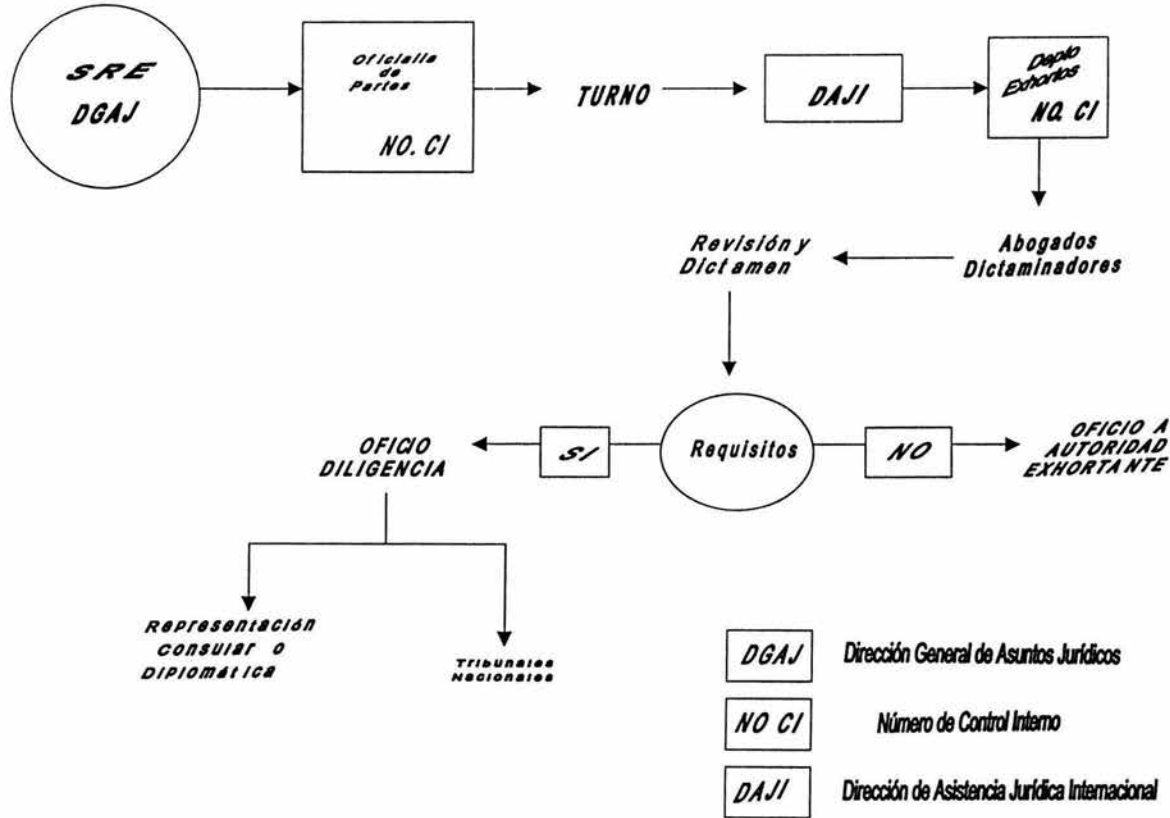 SRE
DGAJ
Oficialia
de
Partes
NO. CI
TURNO
DAJI
Depto
Exhortos
NO. CI
Abogados
Dictaminadores
Revisión y
Dictamen
Requisitos
SI
NO
OFICIO
DILIGENCIA
OFICIO A
AUTORIDAD
EXHORTANTE
Representación
consular o
Diplomática
Tribunales
Nacionales
DGAJ Dirección General de Asuntos Jurídicos
NO CI Número de Control Interno
DAJI Dirección de Asistencia Jurídica Internacional